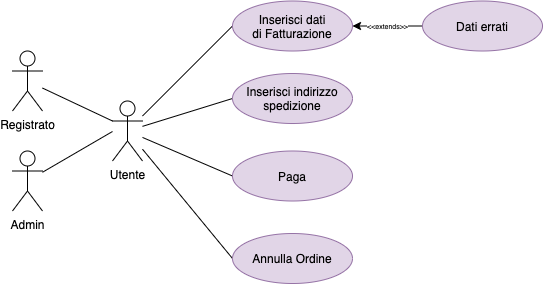 Inserisci dati
di Fatturazione
<<extends>>
Dati errati
Inserisci indirizzo
spedizione
Registrato
Utente
Paga
Admin
Annulla Ordine